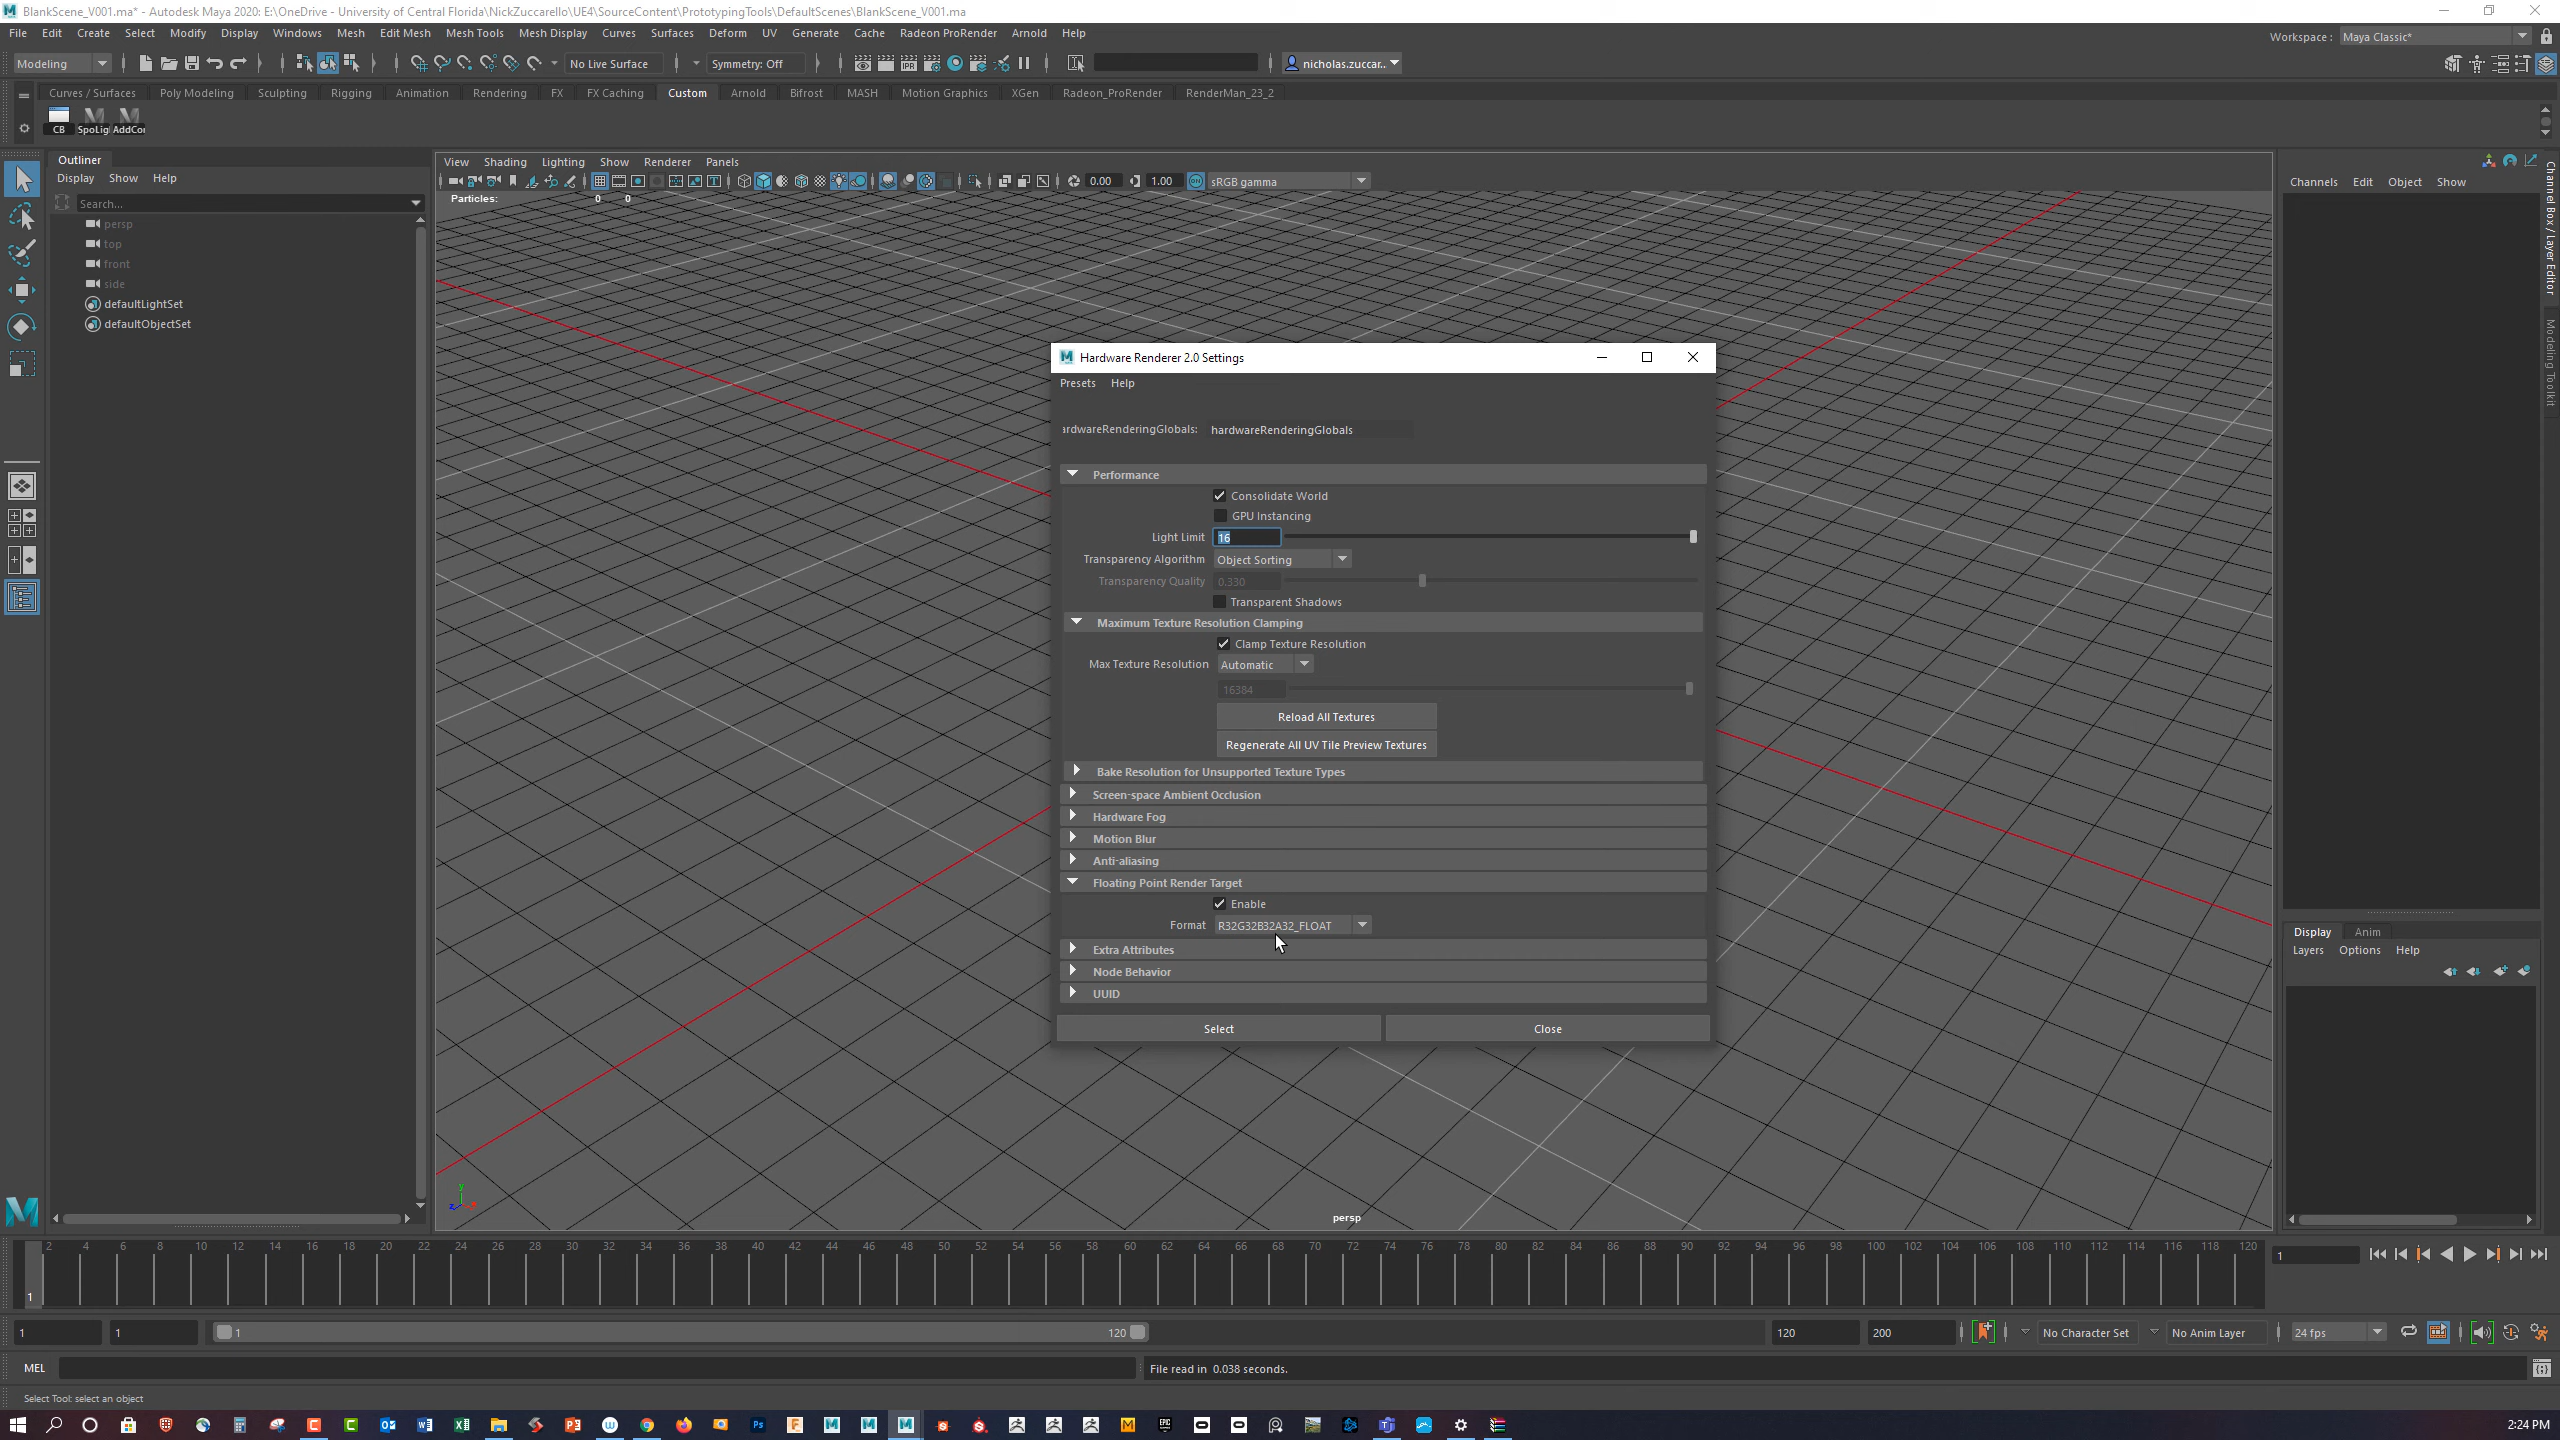 BlankScene_V001.ma* - Autodesk Maya 2020: E:\OneDrive - University of Central Florida\NickZuccarello\UE4\SourceContent\PrototypingTools\DefaultScenes\BlankScene_V001.ma
File Edit Create Select Modify Display Windows Mesh Edit Mesh Mesh Tools Mesh Display Curves Surfaces Deform UV Generate Cache Radeon ProRender Arnold Help
Workspace : Maya Classic*
Modeling No Live Surface Symmetry: Off nicholas.zuccar...
Curves / Surfaces Poly Modeling Sculpting Rigging Animation Rendering FX FX Caching Custom Arnold Bifrost MASH Motion Graphics XGen Radeon_ProRender RenderMan_23_2
CB SpoLig AddCor
Outliner
Display Show Help
Search...
persp
top
front
side
defaultLightSet
defaultObjectSet
View Shading Lighting Show Renderer Panels
0.00 1.00 ON sRGB gamma
Particles: 0 0
Hardware Renderer 2.0 Settings
Presets Help
ardwareRenderingGlobals: hardwareRenderingGlobals
Performance
Consolidate World
GPU Instancing
Light Limit 16
Transparency Algorithm Object Sorting
Transparency Quality 0.330
Transparent Shadows
Maximum Texture Resolution Clamping
Clamp Texture Resolution
Max Texture Resolution Automatic
16384
Reload All Textures
Regenerate All UV Tile Preview Textures
Bake Resolution for Unsupported Texture Types
Screen-space Ambient Occlusion
Hardware Fog
Motion Blur
Anti-aliasing
Floating Point Render Target
Enable
Format R32G32B32A32_FLOAT
Extra Attributes
Node Behavior
UUID
Select Close
y
z
persp
Channels Edit Object Show
Channel Box / Layer Editor
Modeling Toolkit
Display Anim
Layers Options Help
2 4 6 8 10 12 14 16 18 20 22 24 26 28 30 32 34 36 38 40 42 44 46 48 50 52 54 56 58 60 62 64 66 68 70 72 74 76 78 80 82 84 86 88 90 92 94 96 98 100 102 104 106 108 110 112 114 116 118 120
1
1
1 1 1 120 120 200 No Character Set No Anim Layer 24 fps
MEL File read in 0.038 seconds.
Select Tool: select an object
2:24 PM